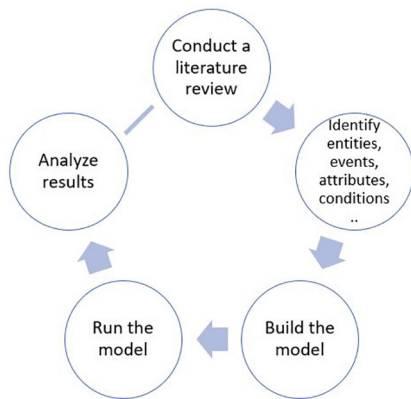 Conduct a
literature
review
Identify
entities,
events,
attributes,
conditions
..
Build the
model
Run the
model
Analyze
results